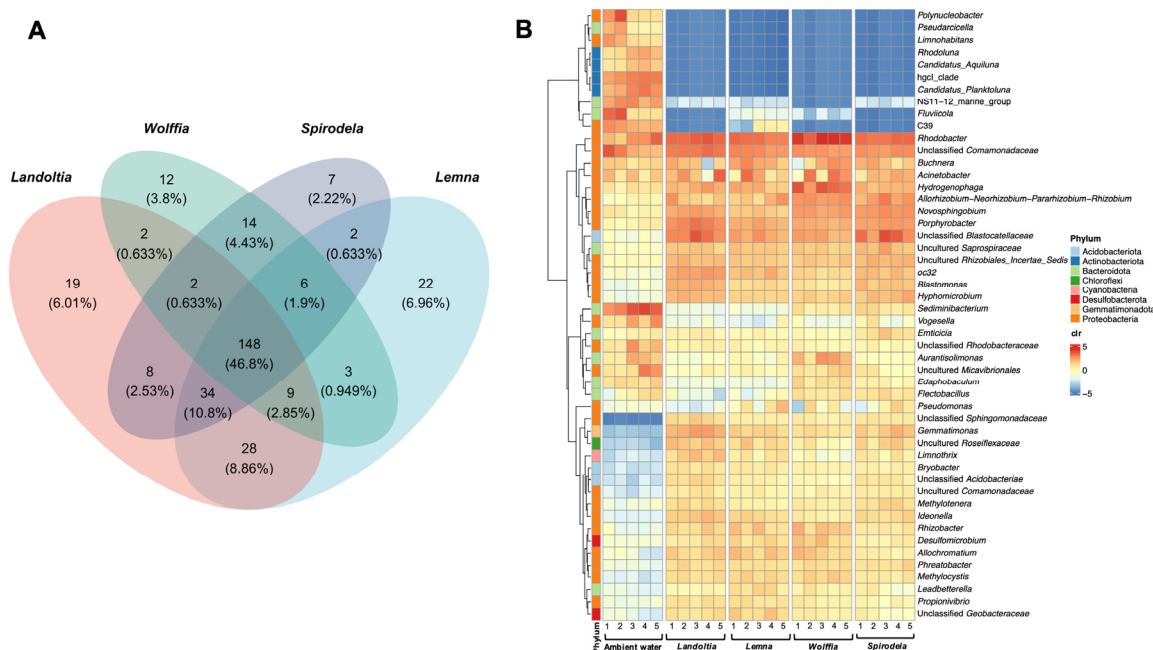 A
Wolffia
Spirodela
Landoltia
Lemna
12
(3.8%)
7
(2.22%)
2
(0.633%)
14
(4.43%)
2
(0.633%)
19
(6.01%)
2
(0.633%)
6
(1.9%)
22
(6.96%)
148
(46.8%)
8
(2.53%)
34
(10.8%)
9
(2.85%)
3
(0.949%)
28
(8.86%)
B
Polynucleobacter
Pseudarcicella
Limnohabitans
Rhodoluna
Candidatus_Aquiluna
hgcI_clade
Candidatus_Planktoluna
NS11-12_marine_group
Fluviicola
C39
Rhodobacter
Unclassified Comamonadaceae
Buchnera
Acinetobacter
Hydrogenophaga
Allorhizobium-Neorhizobium-Pararhizobium-Rhizobium
Novosphingobium
Porphyrobacter
Unclassified Blastocatellaceae
Uncultured Saprospiraceae
Uncultured Rhizobiales_Incertae_Sedis
oc32
Blastomonas
Hyphomicrobium
Sediminibacterium
Vogesella
Emticicia
Unclassified Rhodobacteraceae
Aurantisolimonas
Uncultured Micavibrionales
Edaphobaculum
Flectobacillus
Pseudomonas
Unclassified Sphingomonadaceae
Gemmatimonas
Uncultured Roseiflexaceae
Limnothrix
Bryobacter
Unclassified Acidobacteriae
Uncultured Comamonadaceae
Methylotenera
Ideonella
Rhizobacter
Desulfomicrobium
Allochromatium
Phreatobacter
Methylocystis
Leadbetterella
Propionivibrio
Unclassified Geobacteraceae
Phylum
Acidobacteriota
Actinobacteriota
Bacteroidota
Chloroflexi
Cyanobacteria
Desulfobacterota
Gemmatimonadota
Proteobacteria
clr
5
0
−5
Phylum
1 2 3 4 5 1 2 3 4 5 1 2 3 4 5 1 2 3 4 5 1 2 3 4 5
Ambient water Landoltia Lemna Wolffia Spirodela